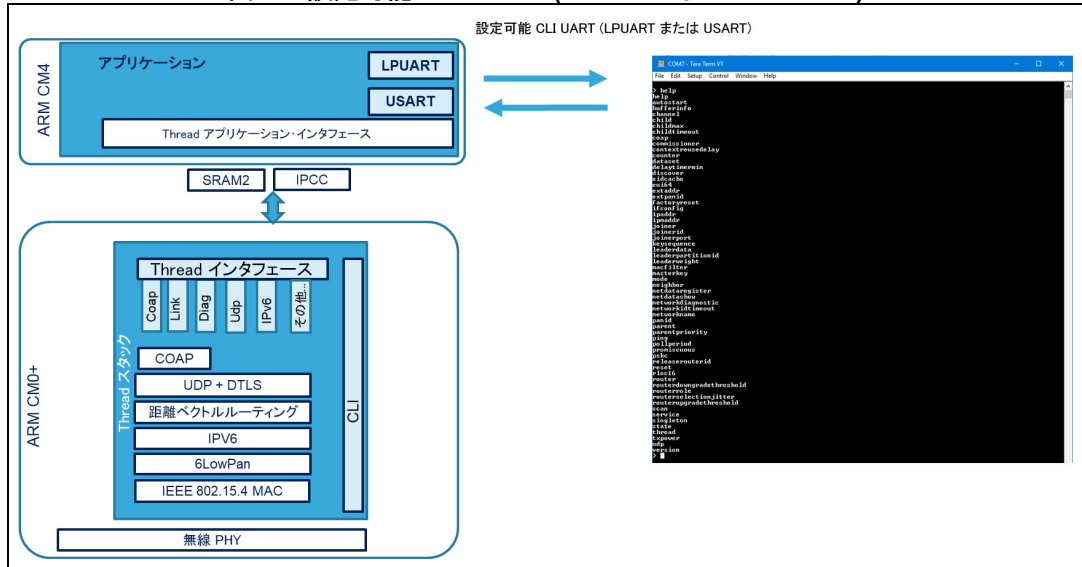 設定可能 CLI UART (LPUART または USART)
ARM CM4
アプリケーション
LPUART
USART
Thread アプリケーション・インタフェース
SRAM2
IPCC
ARM CM0+
Thread スタック
Thread インタフェース
Coap
Link
Diag
Udp
IPv6
その他...
COAP
UDP + DTLS
距離ベクトルルーティング
IPV6
6LowPan
IEEE 802.15.4 MAC
CLI
無線 PHY
COM7 - Tera Term VT
File Edit Setup Control Window Help
> help
help
autostart
bufferinfo
channel
child
childmax
childtimeout
coap
commissioner
contextreusedelay
counter
dataset
delaytimermin
discover
eidcache
eui64
extaddr
extpanid
factoryreset
ifconfig
ipaddr
ipmaddr
joiner
joinerid
joinerport
keysequence
leaderdata
leaderpartitionid
leaderweight
macfilter
masterkey
mode
neighbor
netdataregister
netdatashow
networkdiagnostic
networkidtimeout
networkname
panid
parent
parentpriority
ping
pollperiod
promiscuous
pskc
releaserouterid
reset
rloc16
router
routerdowngradethreshold
routerrole
routerselectionjitter
routerupgradethreshold
scan
service
singleton
state
thread
txpower
udp
version
>